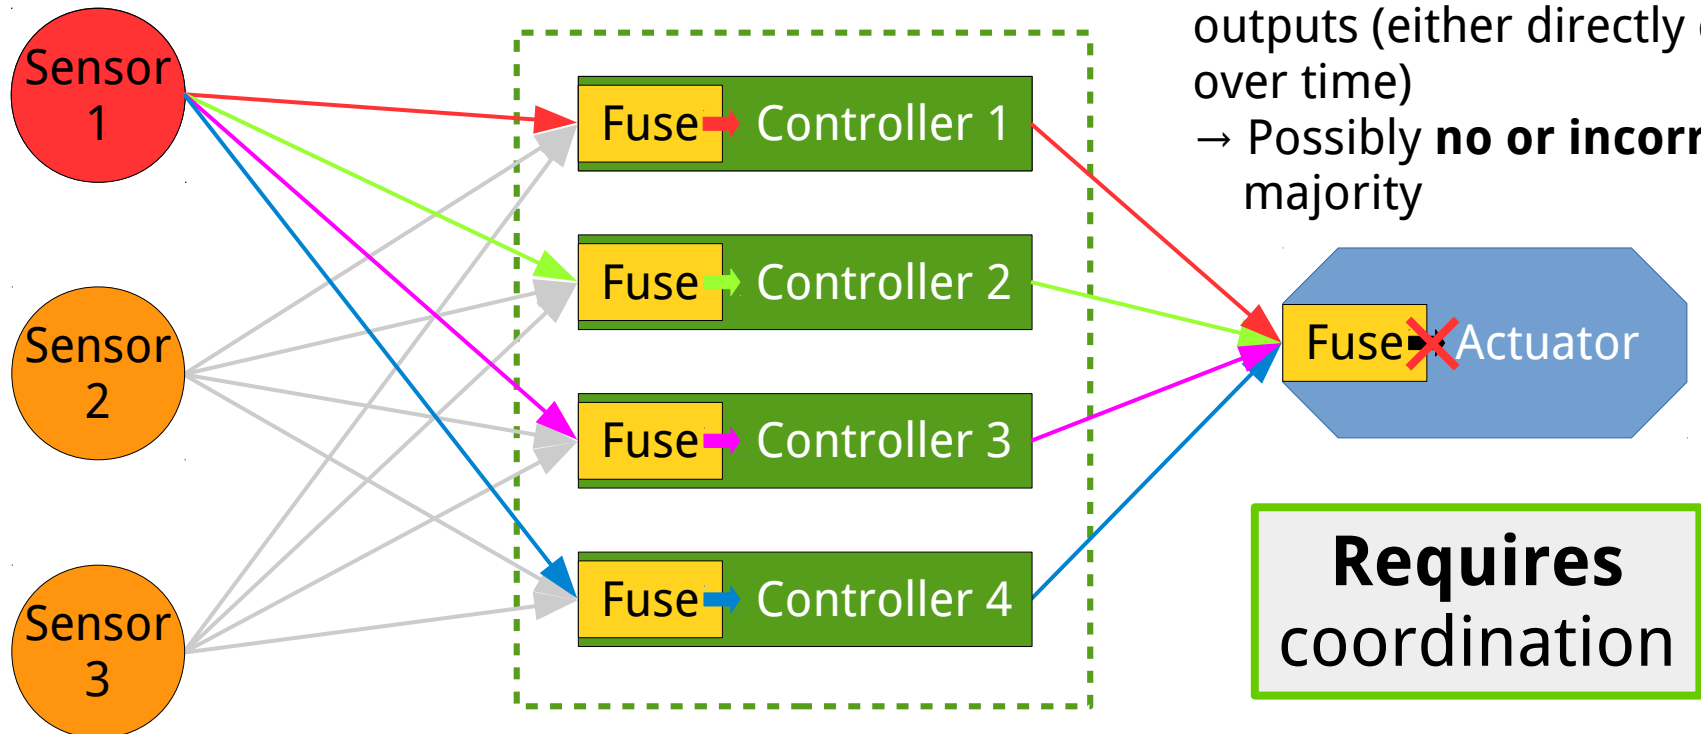 outputs (either directly
over time)
→ Possibly no or incorr
majority
Sensor
1
Sensor
2
Sensor
3
Fuse Controller 1
Fuse Controller 2
Fuse Controller 3
Fuse Controller 4
Fuse Actuator
Requires
coordination